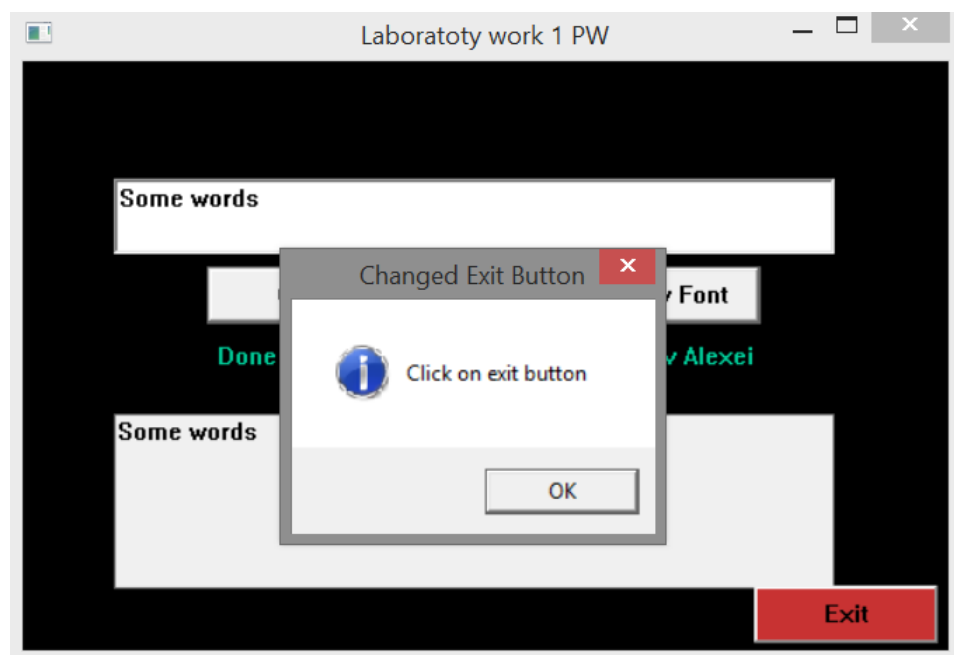 Laboratoty work 1 PW
Some words
Changed Exit Button
Font
Click on exit button
Done
Alexei
Some words
OK
Exit